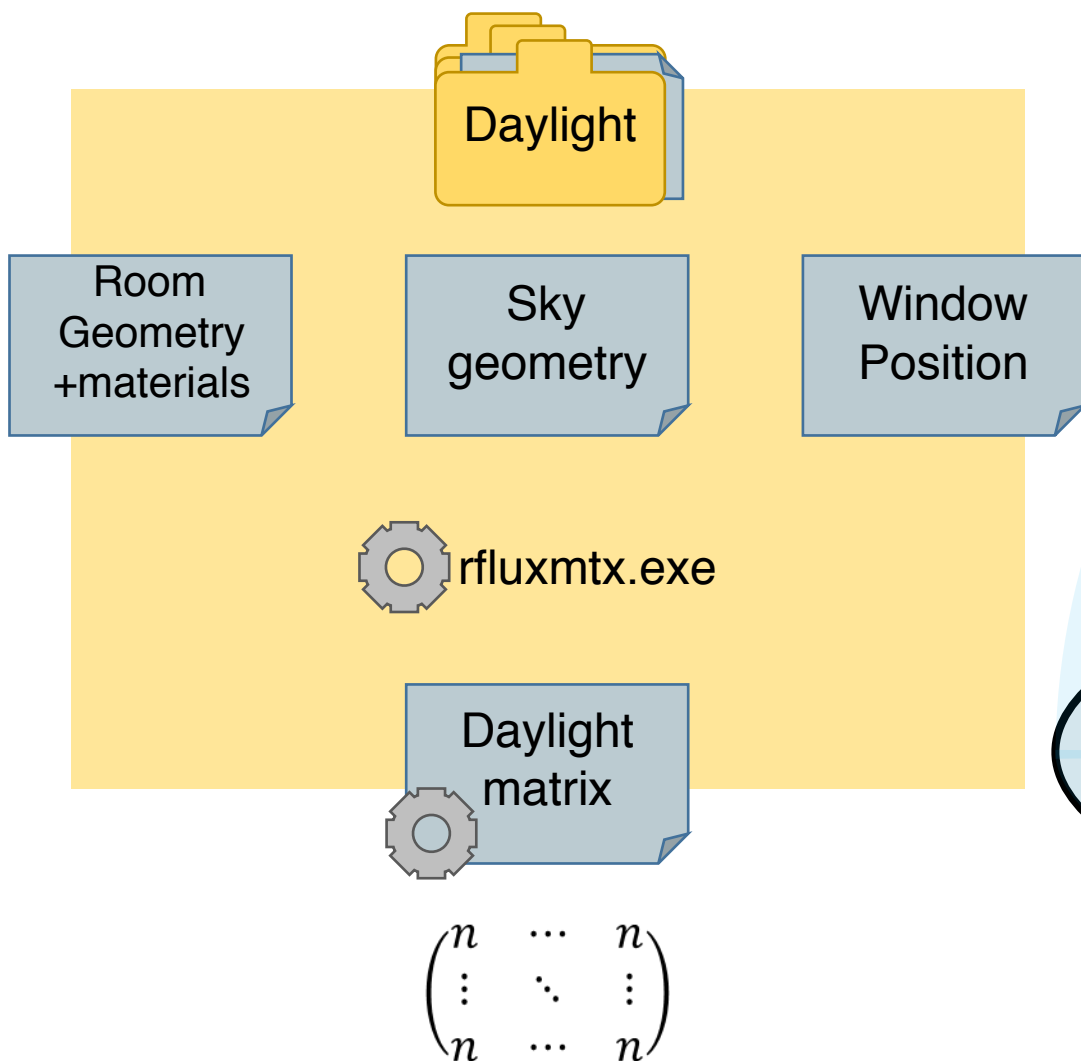 Daylight
Room
Geometry
+materials
Sky
geometry
Window
Position
rfluxmtx.exe
Daylight
matrix
n ⋯ n
⋮ ⋱ ⋮
n ⋯ n